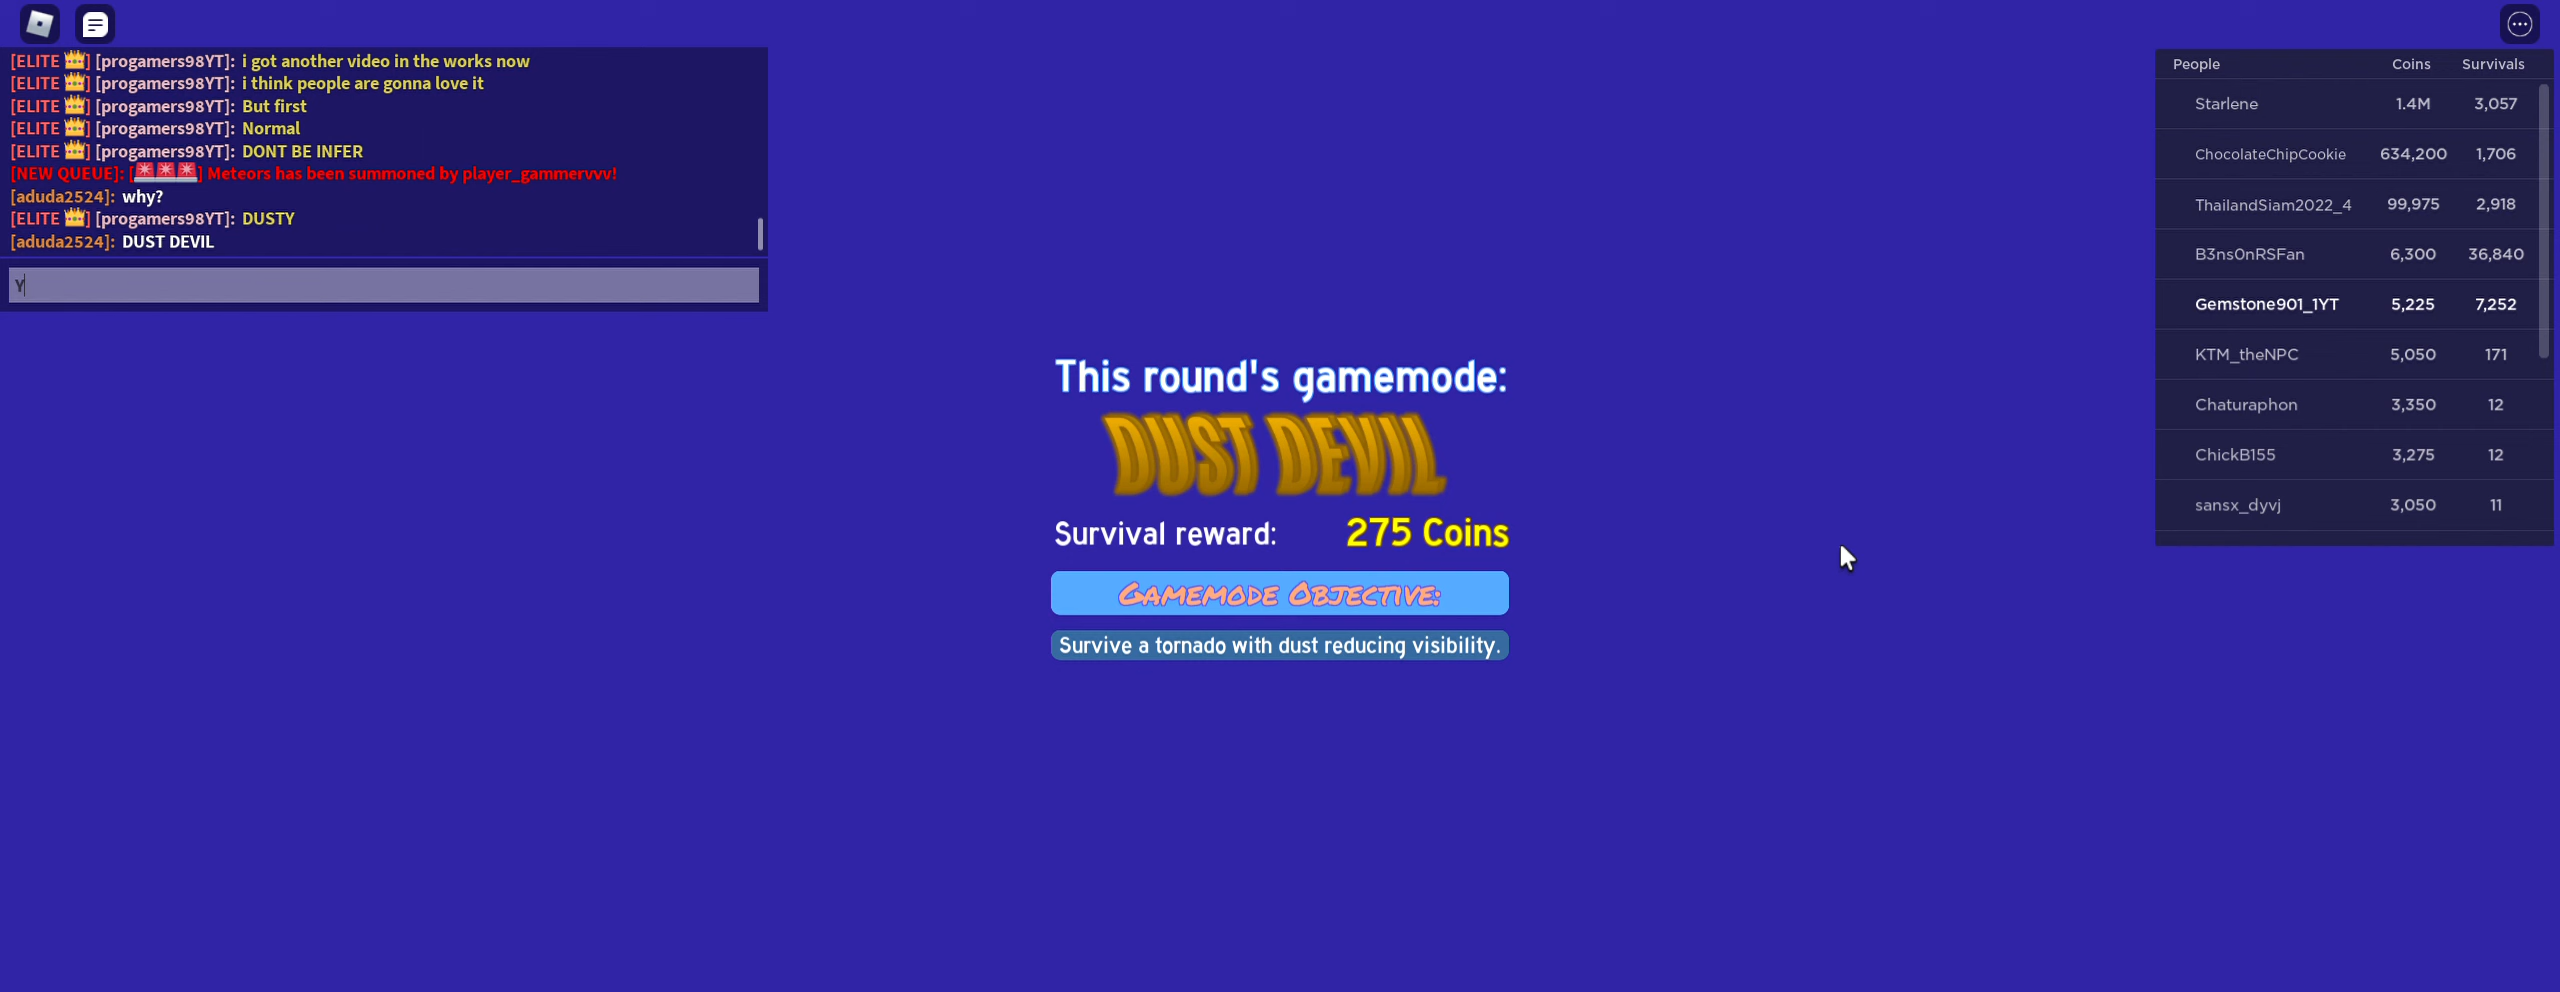 [ELITE 👑] [progamers98YT]: i got another video in the works now
[ELITE 👑] [progamers98YT]: i think people are gonna love it
[ELITE 👑] [progamers98YT]: But first
[ELITE 👑] [progamers98YT]: Normal
[ELITE 👑] [progamers98YT]: DONT BE INFER
[NEW QUEUE]: [🚨🚨🚨] Meteors has been summoned by player_gammervvv!
[aduda2524]: why?
[ELITE 👑] [progamers98YT]: DUSTY
[aduda2524]: DUST DEVIL
Y
This round's gamemode:
DUST DEVIL
Survival reward: 275 Coins
Gamemode Objective:
Survive a tornado with dust reducing visibility.
People Coins Survivals
Starlene 1.4M 3,057
ChocolateChipCookie 634,200 1,706
ThailandSiam2022_4 99,975 2,918
B3ns0nRSFan 6,300 36,840
Gemstone901_1YT 5,225 7,252
KTM_theNPC 5,050 171
Chaturaphon 3,350 12
ChickB155 3,275 12
sansx_dyvj 3,050 11